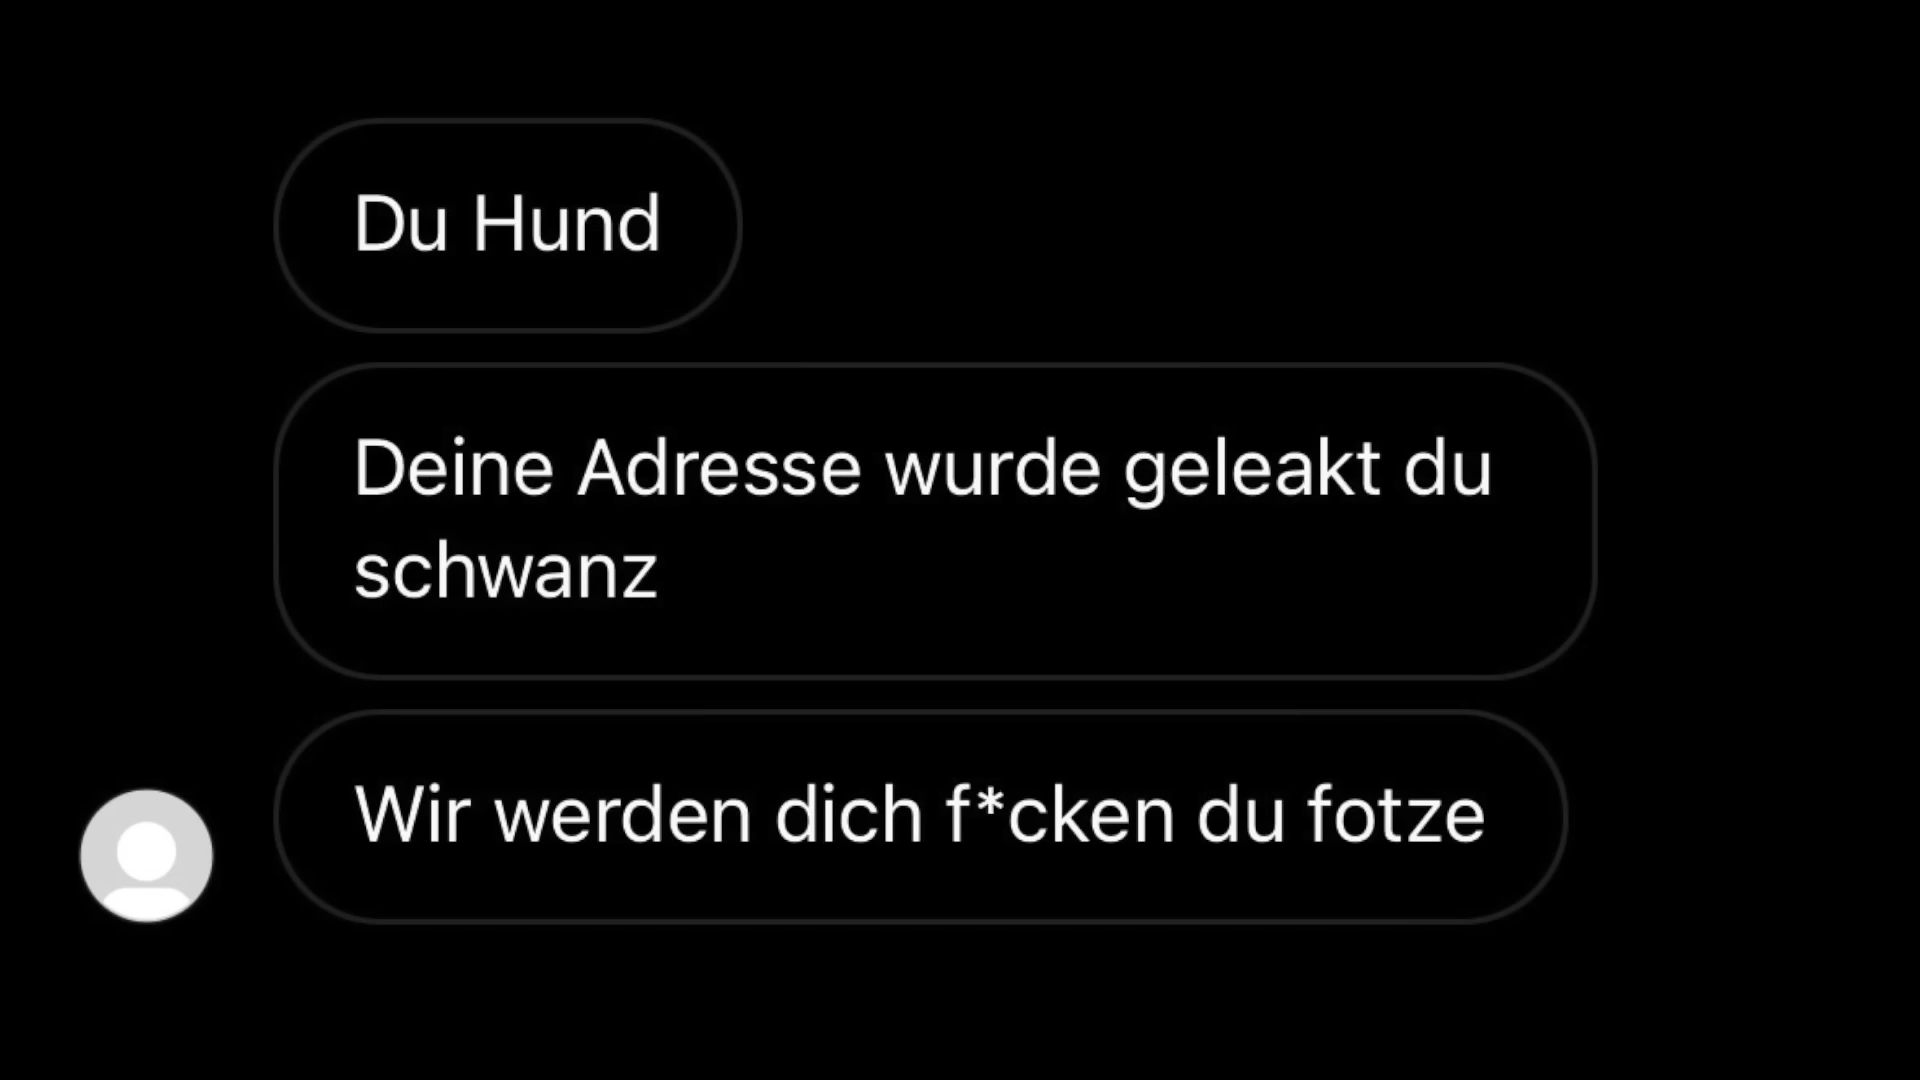 Du Hund
Deine Adresse wurde geleakt du
schwanz
Wir werden dich f*cken du fotze